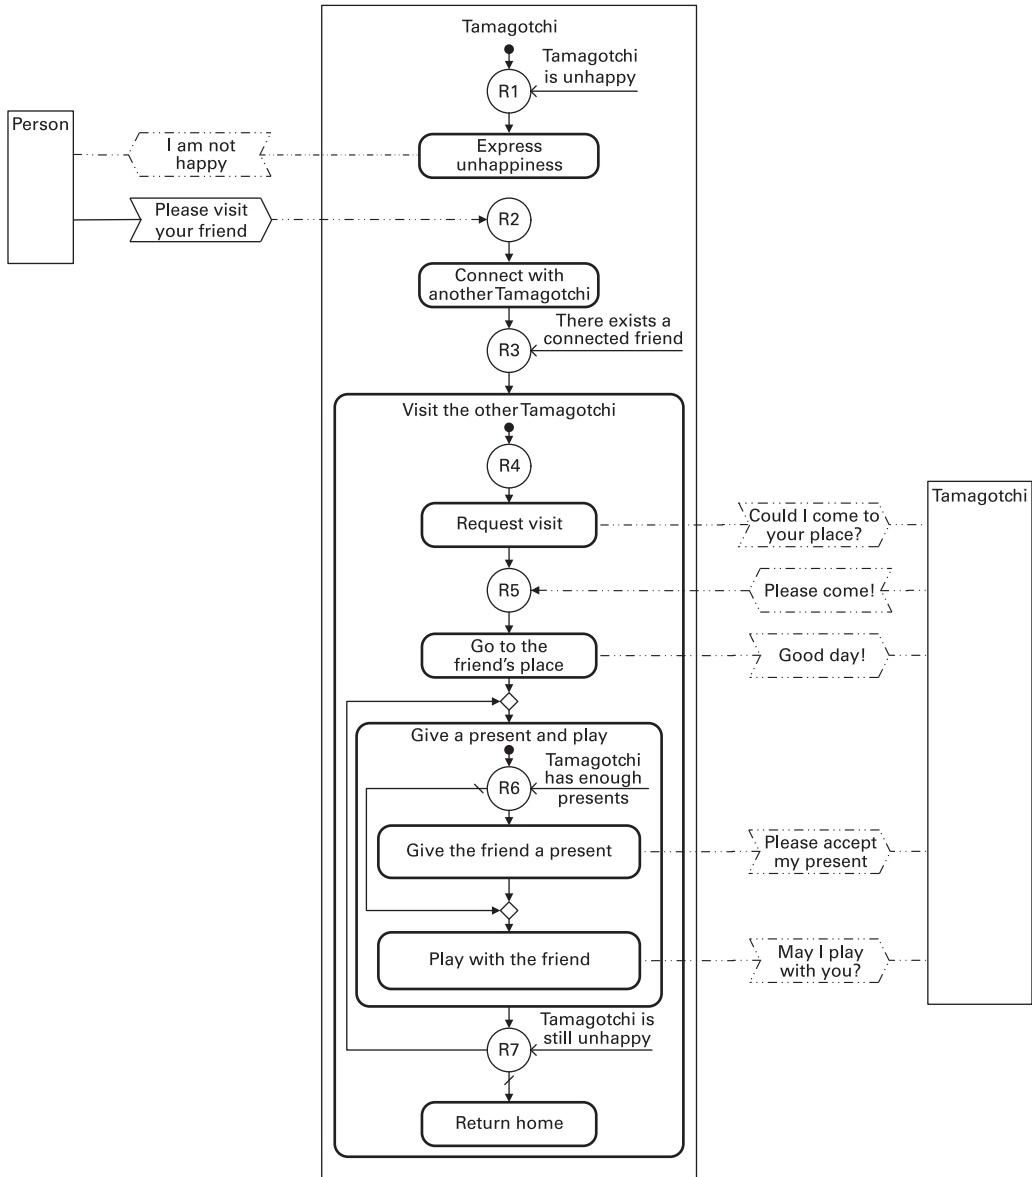 Tamagotchi
Tamagotchi
is unhappy
R1
Person
I am not
happy
Express
unhappiness
Please visit
your friend
R2
Connect with
another Tamagotchi
There exists a
connected friend
R3
Visit the other Tamagotchi
R4
Tamagotchi
Request visit
Could I come to
your place?
R5
Please come!
Go to the
friend's place
Good day!
Give a present and play
Tamagotchi
has enough
presents
R6
Give the friend a present
Please accept
my present
Play with the friend
May I play
with you?
Tamagotchi is
still unhappy
R7
Return home